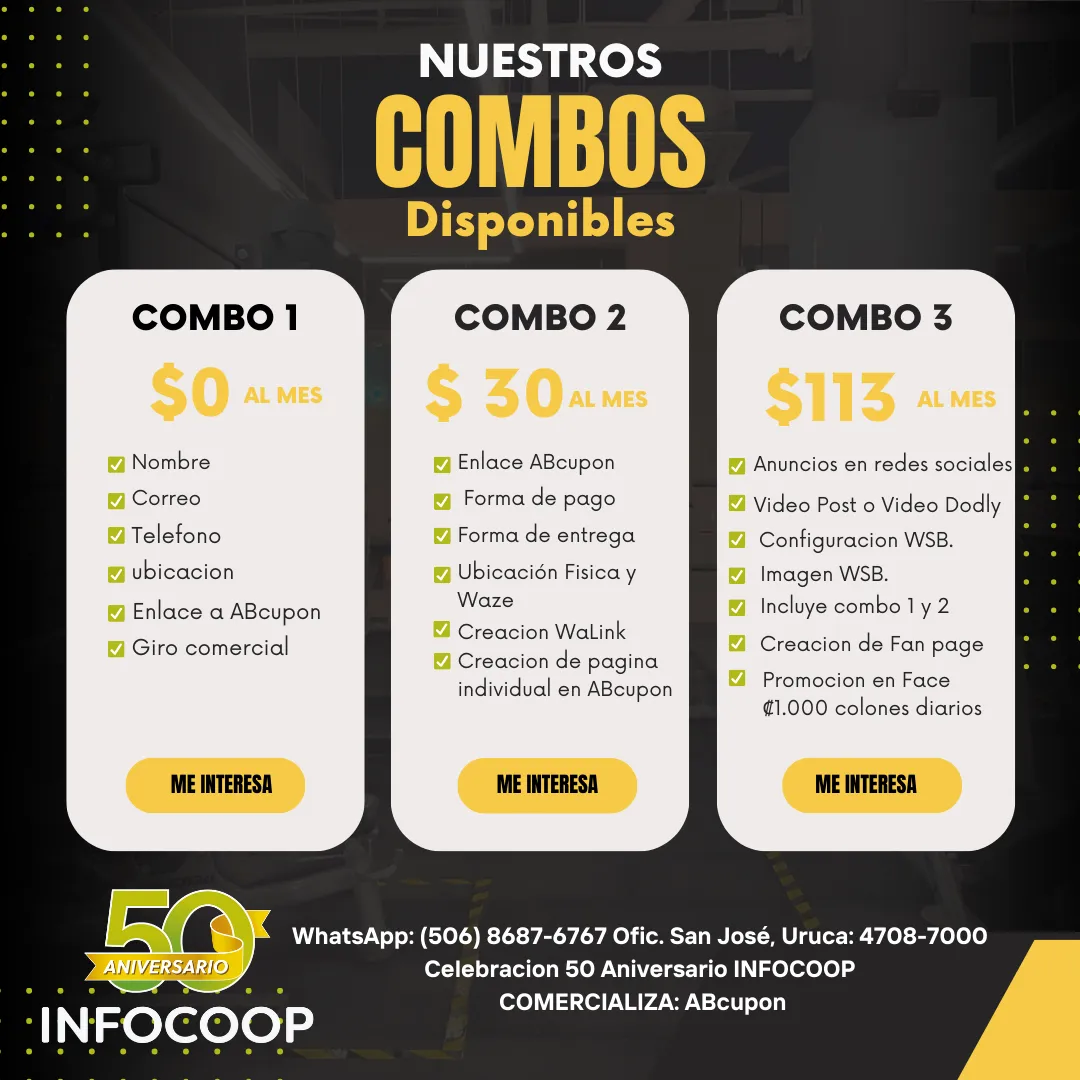 NUESTROS
COMBOS
Disponibles
COMBO 1
$0 AL MES
Nombre
Correo
Telefono
ubicacion
Enlace a ABcupon
Giro comercial
ME INTERESA
COMBO 2
$ 30 AL MES
Enlace ABcupon
Forma de pago
Forma de entrega
Ubicación Fisica y
Waze
Creacion WaLink
Creacion de pagina
individual en ABcupon
ME INTERESA
COMBO 3
$113 AL MES
Anuncios en redes sociales
Video Post o Video Dodly
Configuracion WSB.
Imagen WSB.
Incluye combo 1 y 2
Creacion de Fan page
Promocion en Face
₡1.000 colones diarios
ME INTERESA
50
ANIVERSARIO
INFOCOOP
WhatsApp: (506) 8687-6767 Ofic. San José, Uruca: 4708-7000
Celebracion 50 Aniversario INFOCOOP
COMERCIALIZA: ABcupon